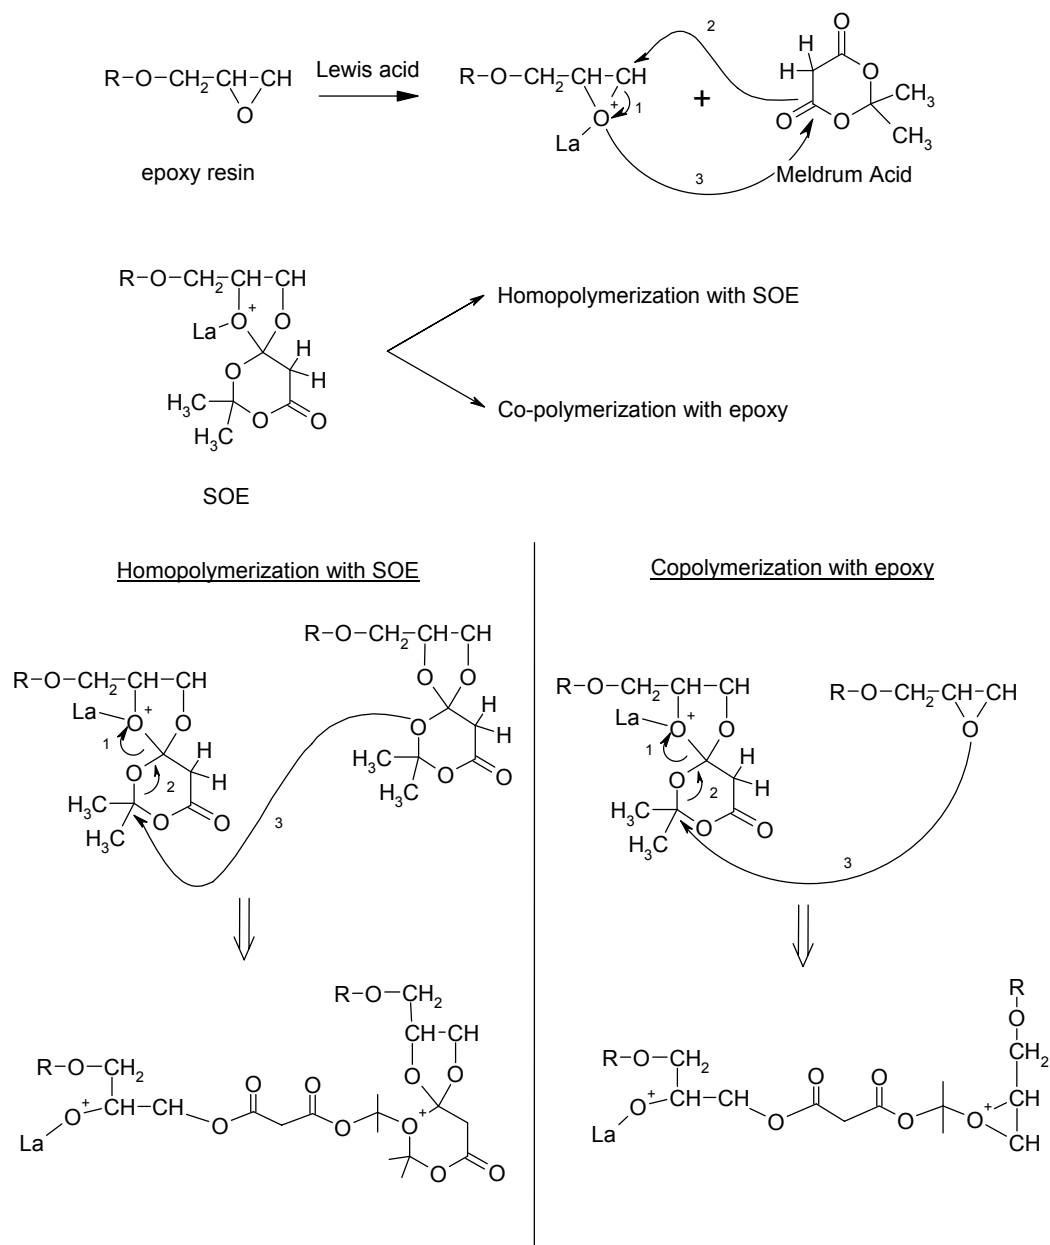 R-O-CH2-CH-CH
O
epoxy resin
Lewis acid
R-O-CH2-CH-CH
O+
La
1
2
3
+
H
H
O
O
O
O
CH3
CH3
Meldrum Acid
R-O-CH2-CH-CH
La-O+ O
O
H
H
H3C
H3C
O
O
SOE
Homopolymerization with SOE
Co-polymerization with epoxy
Homopolymerization with SOE
R-O-CH2-CH-CH
La-O+ O
1
2
O
H
H
H3C
H3C
O
O
3
R-O-CH2-CH-CH
O O
O
H
H
H3C
H3C
O
O
R-O-CH2
CH-CH
O O
R-O-CH2
La O+ CH-CH-O
O O
O
O+
O
O
Copolymerization with epoxy
R-O-CH2-CH-CH
La-O+ O
1
2
O
H
H
H3C
H3C
O
O
3
R-O-CH2-CH-CH
O
R
O
CH2
CH
CH
O+
R-O-CH2
La O+ CH-CH-O
O O
O